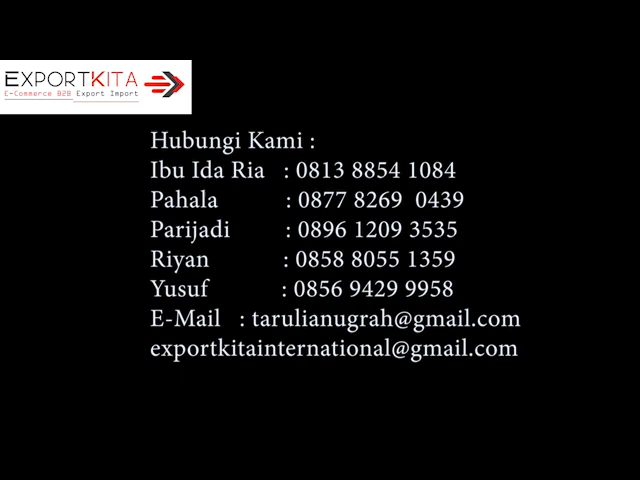 EXPORTKITA
E-Commerce B2B Export Import
Hubungi Kami :
Ibu Ida Ria : 0813 8854 1084
Pahala : 0877 8269 0439
Parijadi : 0896 1209 3535
Riyan : 0858 8055 1359
Yusuf : 0856 9429 9958
E-Mail : tarulianugrah@gmail.com
exportkitainternational@gmail.com